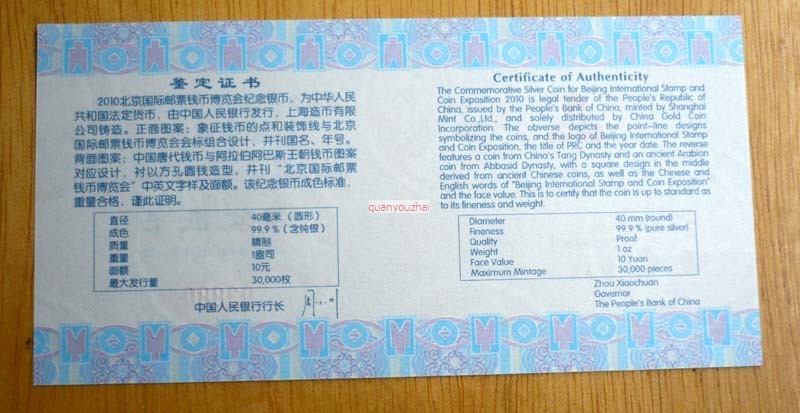 鉴定证书
2010北京国际邮票钱币博览会纪念银币，为中华人民
共和国法定货币，由中国人民银行发行，上海造币有限
公司铸造。正面图案：象征钱币的点和装饰线与北京
国际邮票钱币博览会会标组合设计，并刊国名、年号。
背面图案：中国唐代钱币与阿拉伯阿巴斯王朝钱币图案
对应设计，衬以方孔圆钱造型，并刊“北京国际邮票
钱币博览会”中英文字样及面额。该纪念银币成色标准，
重量合格，谨此证明。
直径 40毫米（圆形）
成色 99.9%（含纯银）
质量 精制
重量 1盎司
面额 10元
最大发行量 30,000枚
中国人民银行行长
Certificate of Authenticity
The Commemorative Silver Coin for Beijing International Stamp and
Coin Exposition 2010 is legal tender of the People's Republic of
China, issued by the People's Bank of China, minted by Shanghai
Mint Co.,Ltd., and solely distributed by China Gold Coin
Incorporation. The obverse depicts the point-line designs
symbolizing the coins, and the logo of Beijing International Stamp
and Coin Exposition, the title of PRC and the year date. The reverse
features a coin from China's Tang Dynasty and an ancient Arabian
coin from Abbasid Dynasty, with a square design in the middle
derived from ancient Chinese coins, as well as the Chinese and
English words of "Beijing International Stamp and Coin Exposition"
and the face value. This is to certify that the coin is up to standard as
to its fineness and weight.
Diameter 40 mm (round)
Fineness 99.9% (pure silver)
Quality Proof
Weight 1 oz
Face Value 10 Yuan
Maximum Mintage 30,000 pieces
Zhou Xiaochuan
Governor
The People's Bank of China
quanyouzhai